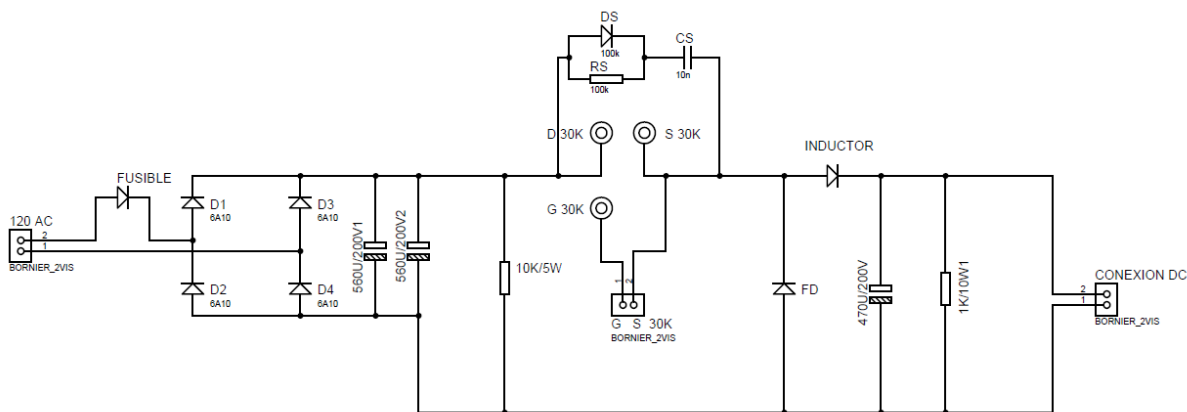 DS
100k
CS
10n
RS
100k
D 30K
S 30K
INDUCTOR
FUSIBLE
G 30K
D1
6A10
D3
6A10
120 AC
2
1
BORNIER_2VIS
560U/200V1
560U/200V2
10K/5W
D2
6A10
D4
6A10
1
2
G S 30K
BORNIER_2VIS
FD
470U/200V
1K/10W1
CONEXION DC
2
1
BORNIER_2VIS